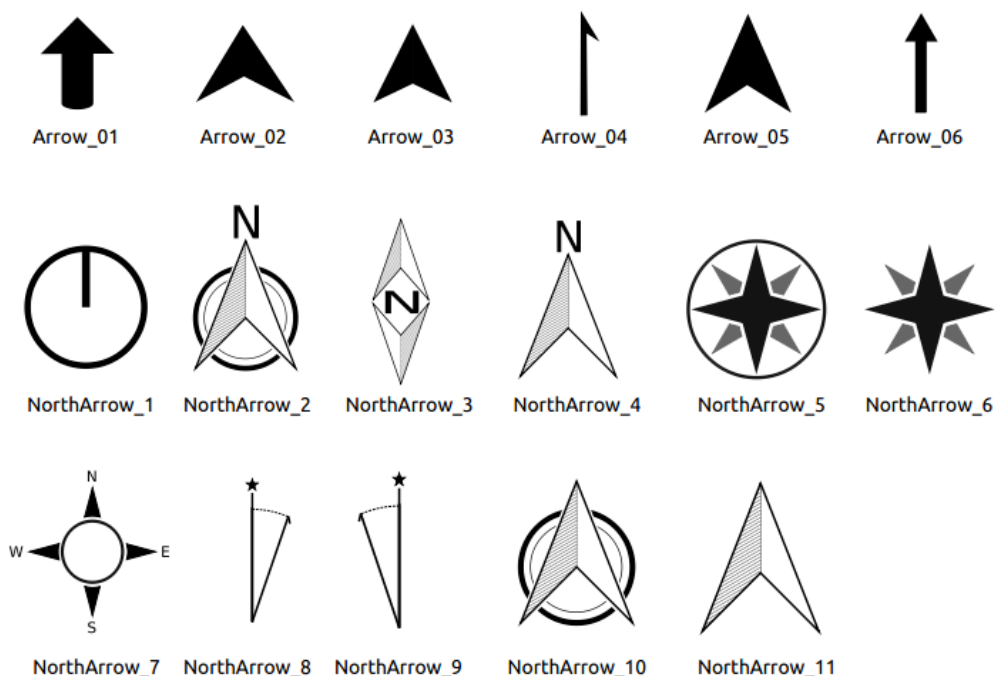 Arrow_01 Arrow_02 Arrow_03 Arrow_04 Arrow_05 Arrow_06
N N
N
NorthArrow_1 NorthArrow_2 NorthArrow_3 NorthArrow_4 NorthArrow_5 NorthArrow_6
N
W E
S
NorthArrow_7 NorthArrow_8 NorthArrow_9 NorthArrow_10 NorthArrow_11